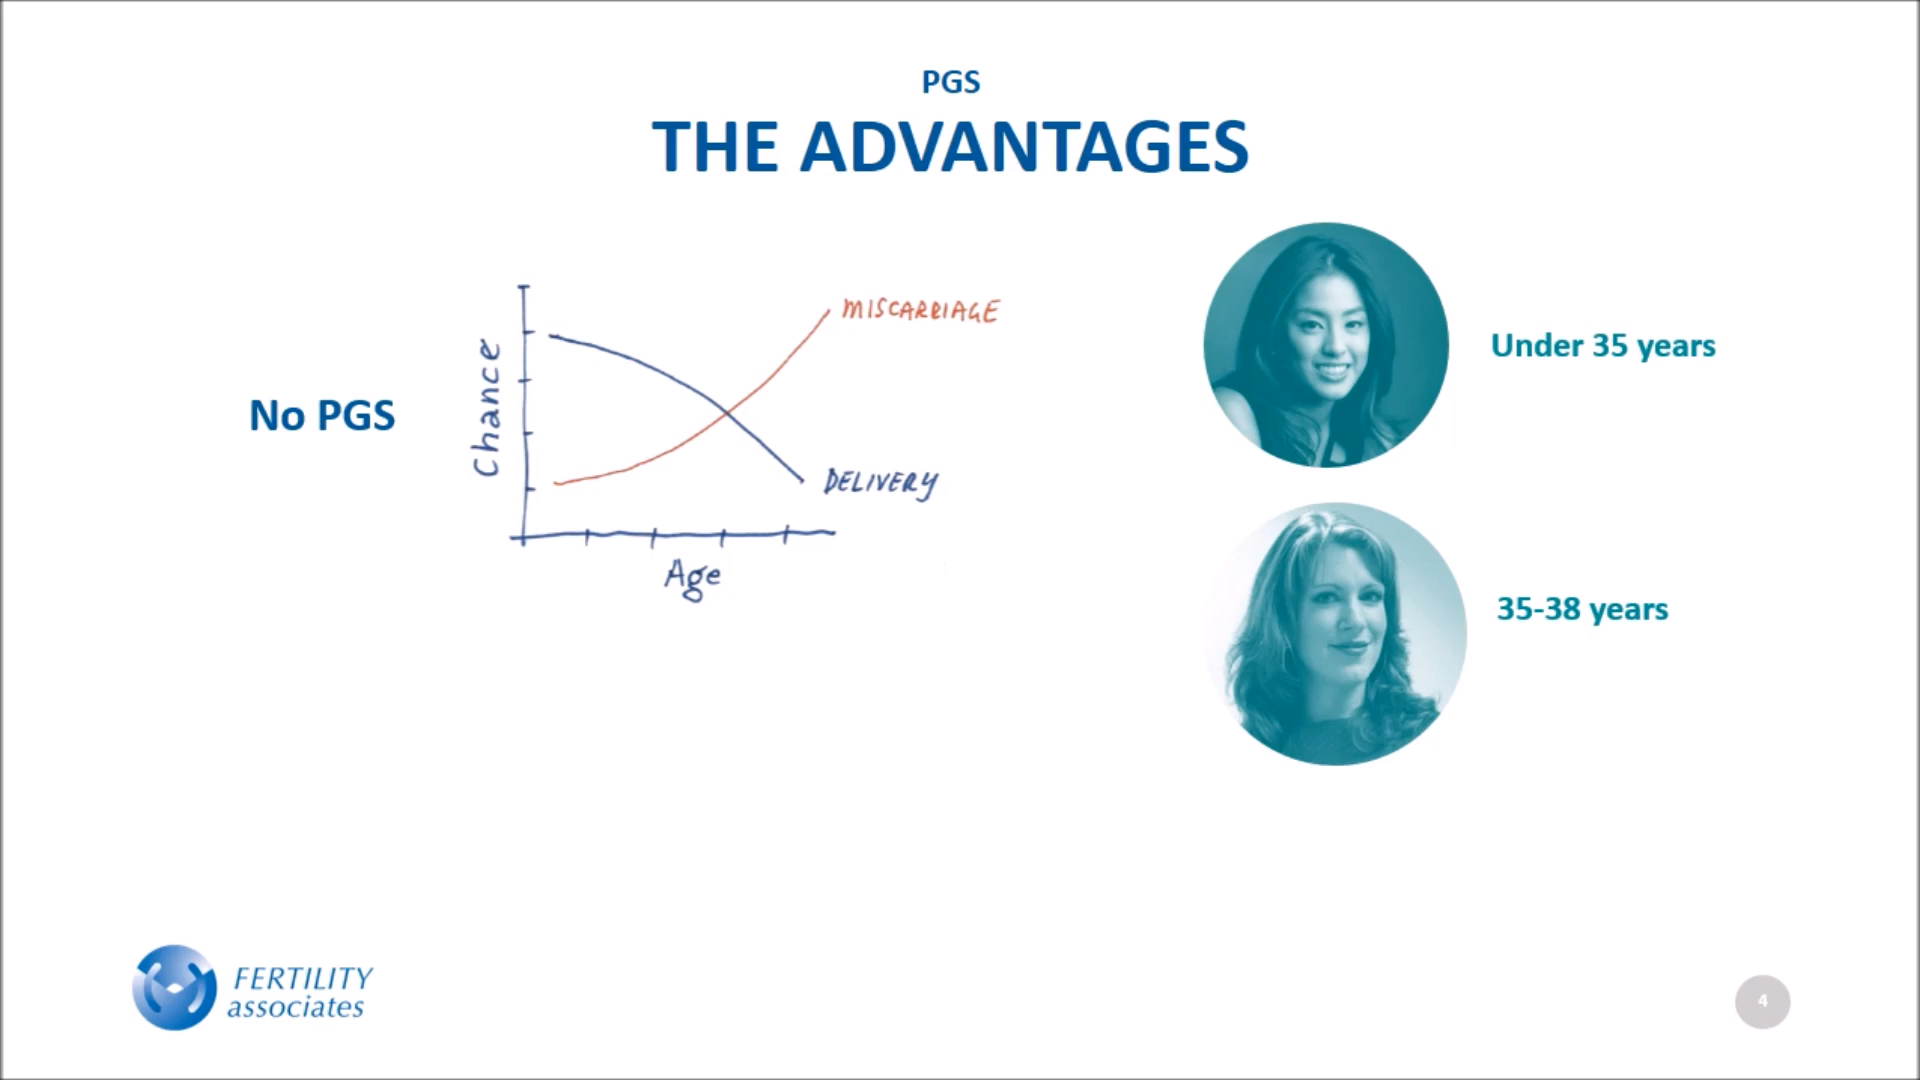 PGS
THE ADVANTAGES
No PGS
Chance
MISCARRIAGE
DELIVERY
Age
Under 35 years
35-38 years
FERTILITY
associates
4